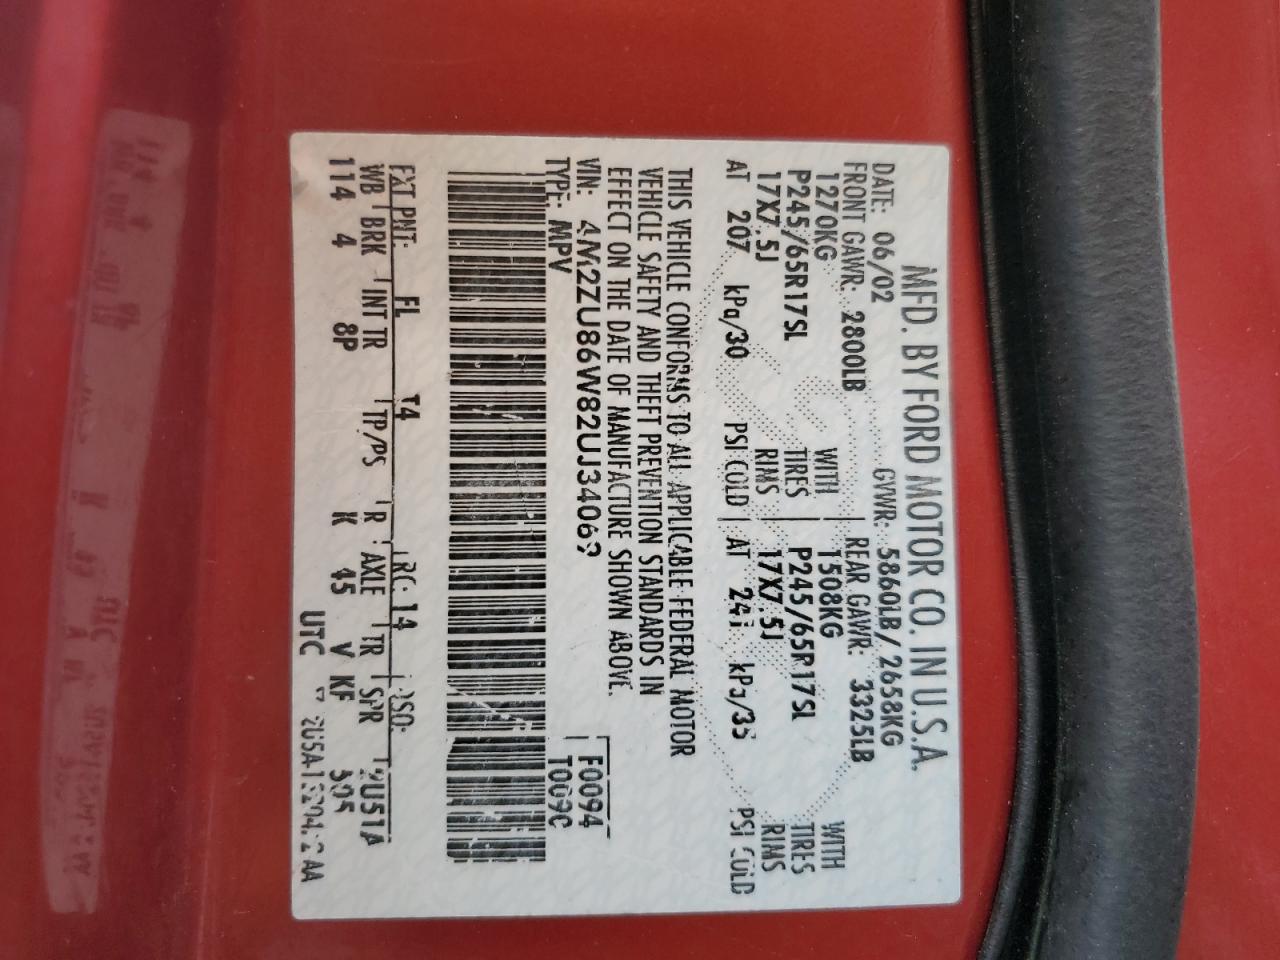 MFD. BY FORD MOTOR CO. IN U.S.A.
DATE: 06/02 GVWR: 5860LB/ 2658KG
FRONT GAWR: 2800LB REAR GAWR: 3325LB
1270KG WITH 1508KG WITH
P245/65R17SL TIRES P245/65R17SL TIRES
17X7.5J RIMS 17X7.5J RIMS
AT 207 kPa/30 PSI COLD AT 241 kPa/35 PSI COLD
THIS VEHICLE CONFORMS TO ALL APPLICABLE FEDERAL MOTOR
VEHICLE SAFETY AND THEFT PREVENTION STANDARDS IN
EFFECT ON THE DATE OF MANUFACTURE SHOWN ABOVE.
VIN: 4M2ZU86W82UJ34069 F0094
TYPE: MPV T009C
EXT PNT: FL T4 RC: 14 DSO:
WB BRK INT TR TP/PS R AXLE TR SPR
114 4 8P K 45 V KF
UTC